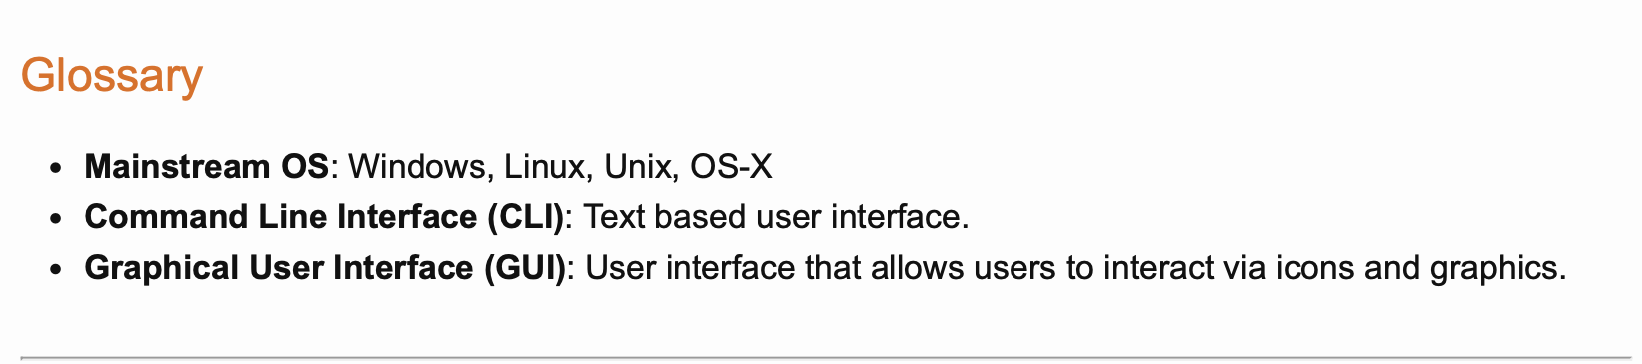 Glossary
• Mainstream OS: Windows, Linux, Unix, OS-X
• Command Line Interface (CLI): Text based user interface.
• Graphical User Interface (GUI): User interface that allows users to interact via icons and graphics.